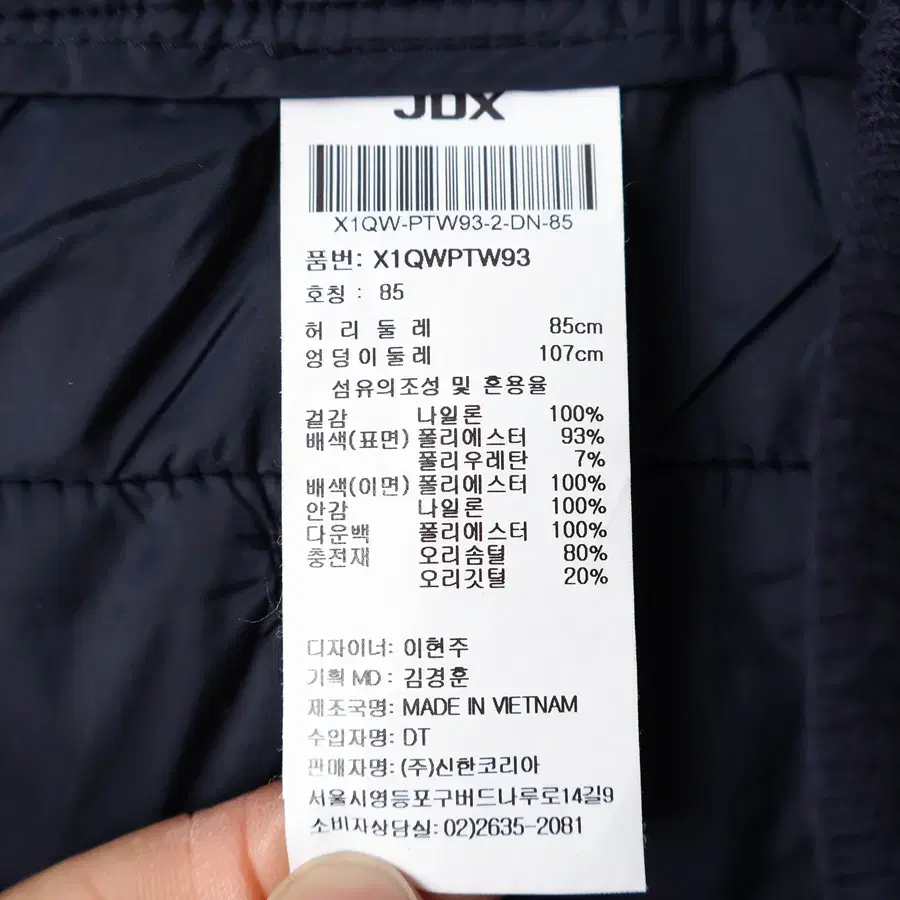 JDX
X1QW-PTW93-2-DN-85
품번: X1QWPTW93
호칭 : 85
허 리 둘 레 85cm
엉덩이둘레 107cm
섬유의조성 및 혼용율
겉감 나일론 100%
배색(표면) 폴리에스터 93%
폴리우레탄 7%
배색(이면) 폴리에스터 100%
안감 나일론 100%
다운백 폴리에스터 100%
충전재 오리솜털 80%
오리깃털 20%
디자이너: 이현주
기획 MD : 김경훈
제조국명: MADE IN VIETNAM
수입자명: DT
판매자명: (주)신한코리아
서울시영등포구버드나루로14길9
소비자상담실: 02)2635-2081